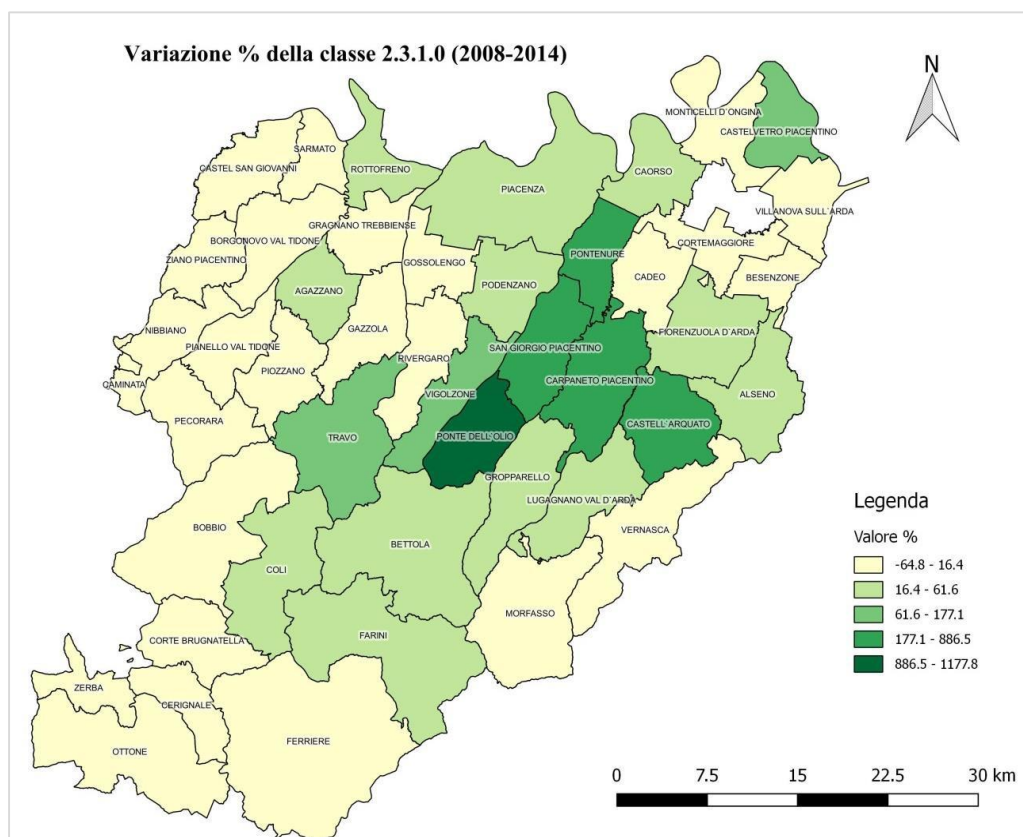 Variazione % della classe 2.3.1.0 (2008-2014)
N
MONTICELLI D`ONGINA
CASTELVETRO PIACENTINO
SARMATO
CASTEL SAN GIOVANNI
ROTTOFRENO
CAORSO
PIACENZA
VILLANOVA SULL`ARDA
GRAGNANO TREBBIENSE
BORGONOVO VAL TIDONE
CORTEMAGGIORE
PONTENURE
ZIANO PIACENTINO
GOSSOLENGO
CADEO
BESENZONE
PODENZANO
AGAZZANO
NIBBIANO
GAZZOLA
FIORENZUOLA D`ARDA
PIANELLO VAL TIDONE
SAN GIORGIO PIACENTINO
RIVERGARO
PIOZZANO
CARPANETO PIACENTINO
CAMINATA
VIGOLZONE
ALSENO
PECORARA
CASTELL`ARQUATO
TRAVO
PONTE DELL`OLIO
GROPPARELLO
LUGAGNANO VAL D`ARDA
BOBBIO
VERNASCA
BETTOLA
COLI
MORFASSO
FARINI
CORTE BRUGNATELLA
ZERBA
CERIGNALE
FERRIERE
OTTONE
Legenda
Valore %
-64.8 - 16.4
16.4 - 61.6
61.6 - 177.1
177.1 - 886.5
886.5 - 1177.8
0 7.5 15 22.5 30 km